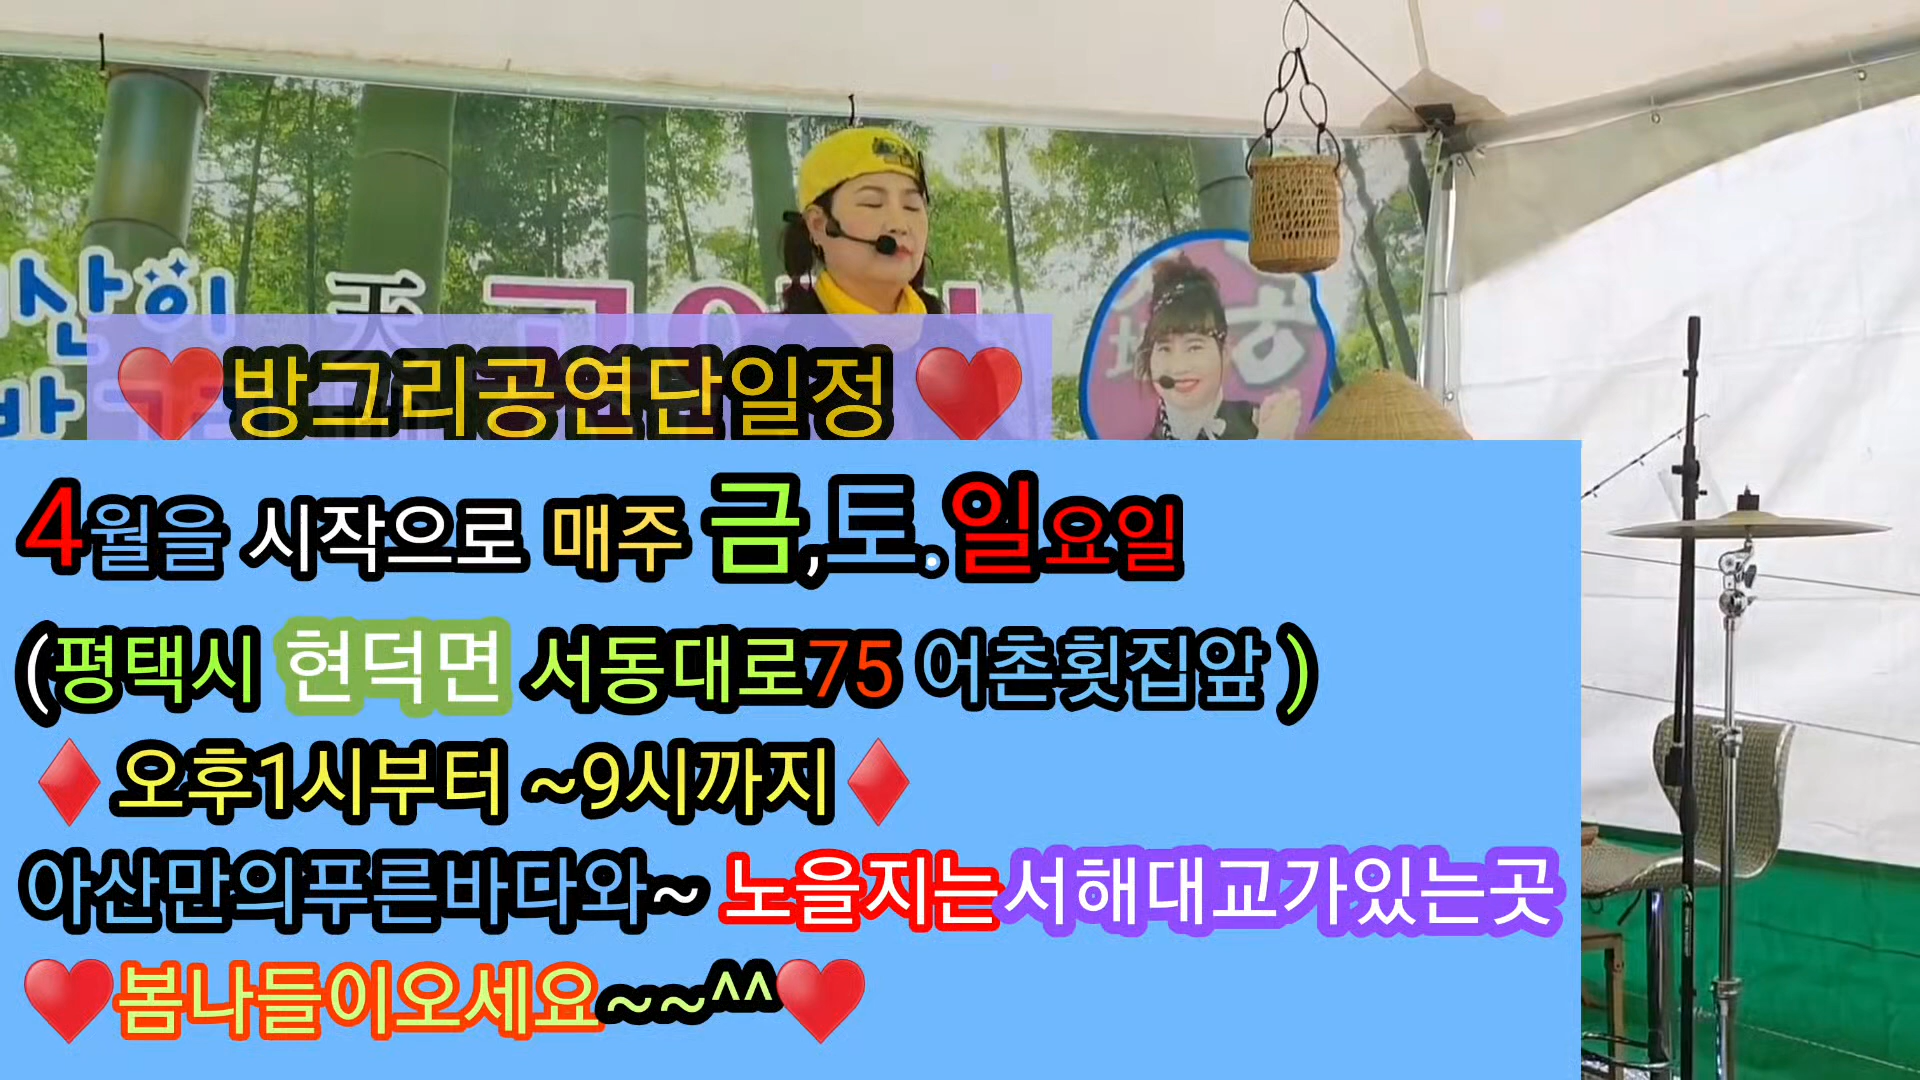 ♥방그리공연단일정 ♥
4월을 시작으로 매주 금,토.일요일
(평택시 현덕면 서동대로75 어촌횟집앞)
♦오후1시부터 ~9시까지♦
아산만의푸른바다와~ 노을지는서해대교가있는곳
♥봄나들이오세요~~^^♥